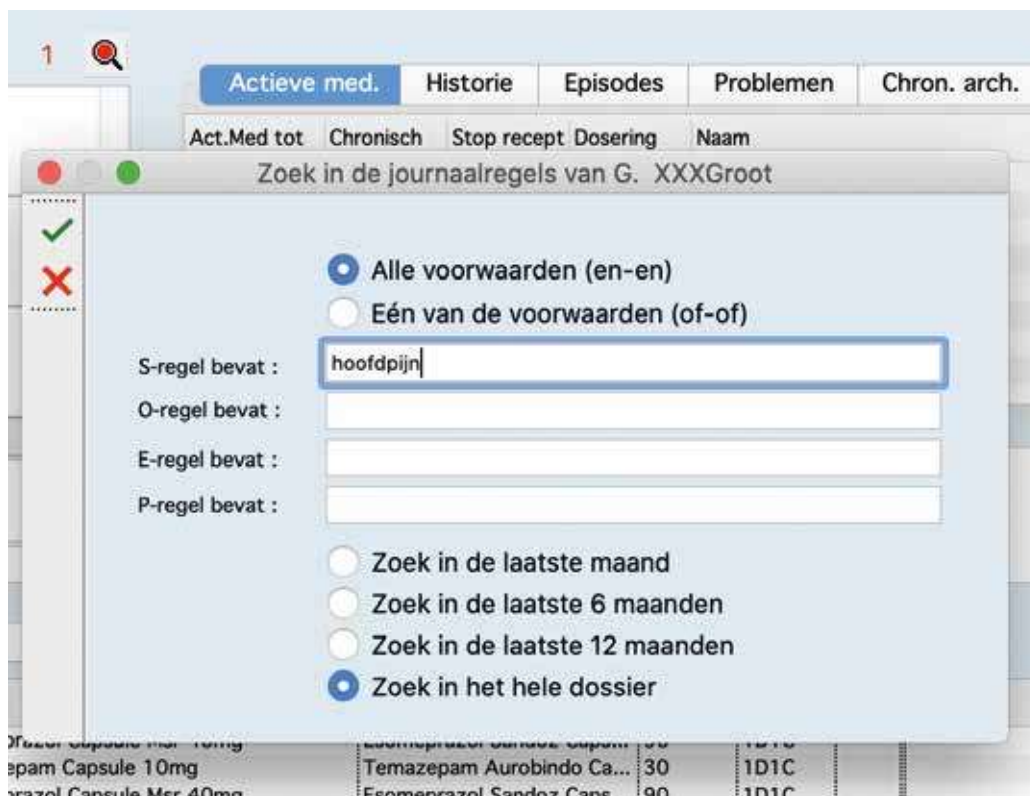 1
Actieve med. Historie Episodes Problemen Chron. arch.
Act.Med tot Chronisch Stop recept Dosering Naam
Zoek in de journaalregels van G. XXXGroot
Alle voorwaarden (en-en)
Eén van de voorwaarden (of-of)
S-regel bevat : hoofdpijn
O-regel bevat :
E-regel bevat :
P-regel bevat :
Zoek in de laatste maand
Zoek in de laatste 6 maanden
Zoek in de laatste 12 maanden
Zoek in het hele dossier
epam Capsule 10mg Temazepam Aurobindo Ca... 30 1D1C